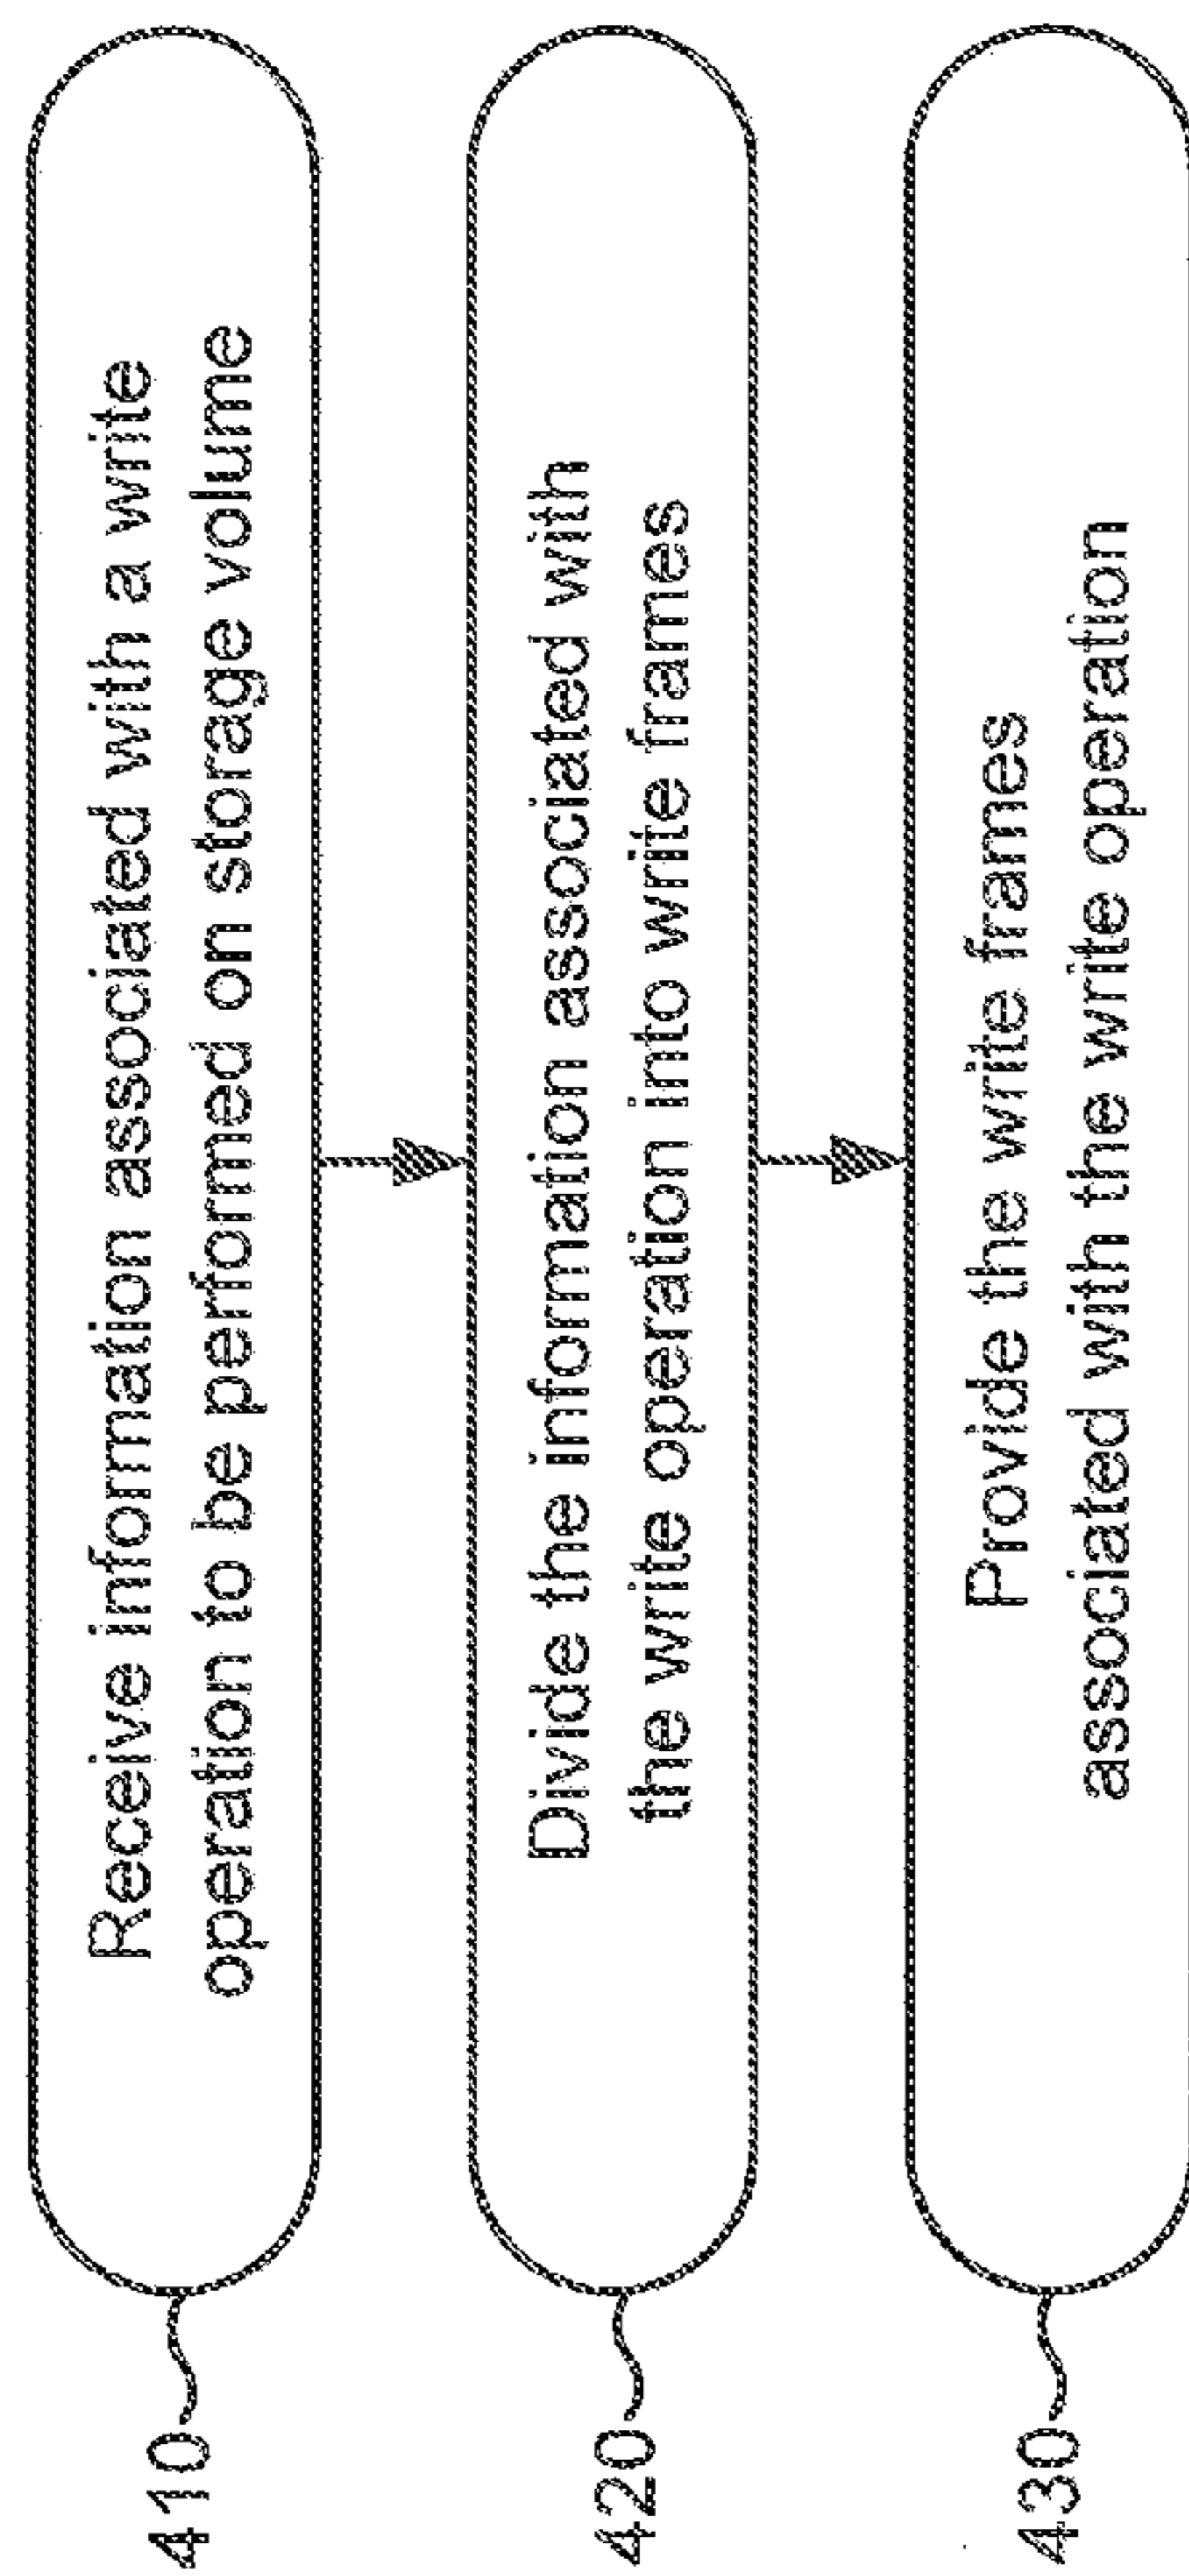 410
Receive information associated with a write
operation to be performed on storage volume
420
Divide the information associated with
the write operation into write frames
430
Provide the write frames
associated with the write operation